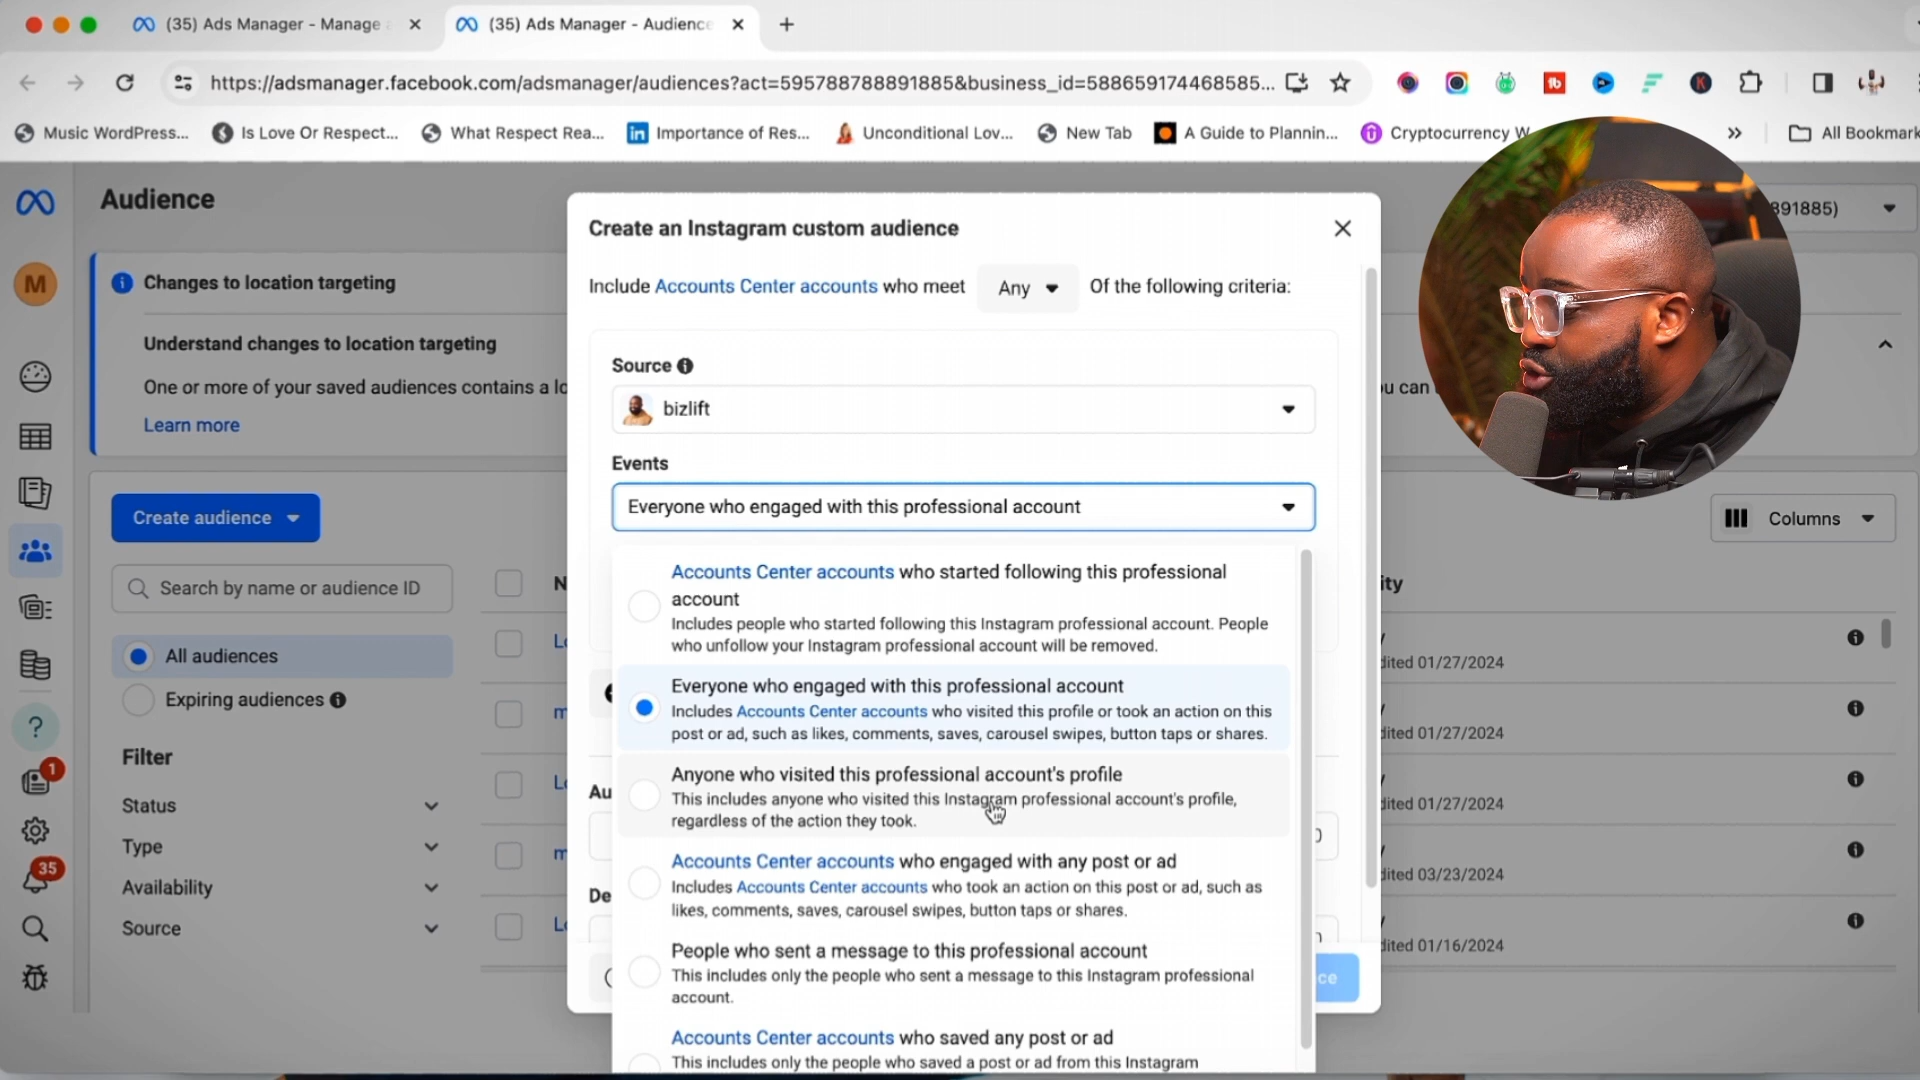 (35) Ads Manager - Manage
(35) Ads Manager - Audience
https://adsmanager.facebook.com/adsmanager/audiences?act=595788788891885&business_id=588659174468585...
Music WordPress...
Is Love Or Respect...
What Respect Rea...
Importance of Res...
Unconditional Lov...
New Tab
A Guide to Plannin...
Cryptocurrency W
All Bookmark
Audience
891885)
M
Changes to location targeting
Understand changes to location targeting
One or more of your saved audiences contains a lo
ou can
Learn more
Create audience
Columns
Search by name or audience ID
N
ity
All audiences
Expiring audiences
Filter
Status
Type
Availability
Source
1
35
?
Lo
m
Lo
m
Lo
dited 01/27/2024
dited 01/27/2024
dited 01/27/2024
dited 03/23/2024
dited 01/16/2024
Create an Instagram custom audience
Include Accounts Center accounts who meet Any Of the following criteria:
Source
bizlift
Events
Everyone who engaged with this professional account
Accounts Center accounts who started following this professional
account
Includes people who started following this Instagram professional account. People
who unfollow your Instagram professional account will be removed.
Everyone who engaged with this professional account
Includes Accounts Center accounts who visited this profile or took an action on this
post or ad, such as likes, comments, saves, carousel swipes, button taps or shares.
Anyone who visited this professional account's profile
This includes anyone who visited this Instagram professional account's profile,
regardless of the action they took.
Accounts Center accounts who engaged with any post or ad
Includes Accounts Center accounts who took an action on this post or ad, such as
likes, comments, saves, carousel swipes, button taps or shares.
People who sent a message to this professional account
This includes only the people who sent a message to this Instagram professional
account.
Accounts Center accounts who saved any post or ad
This includes only the people who saved a post or ad from this Instagram
Au
De
ce